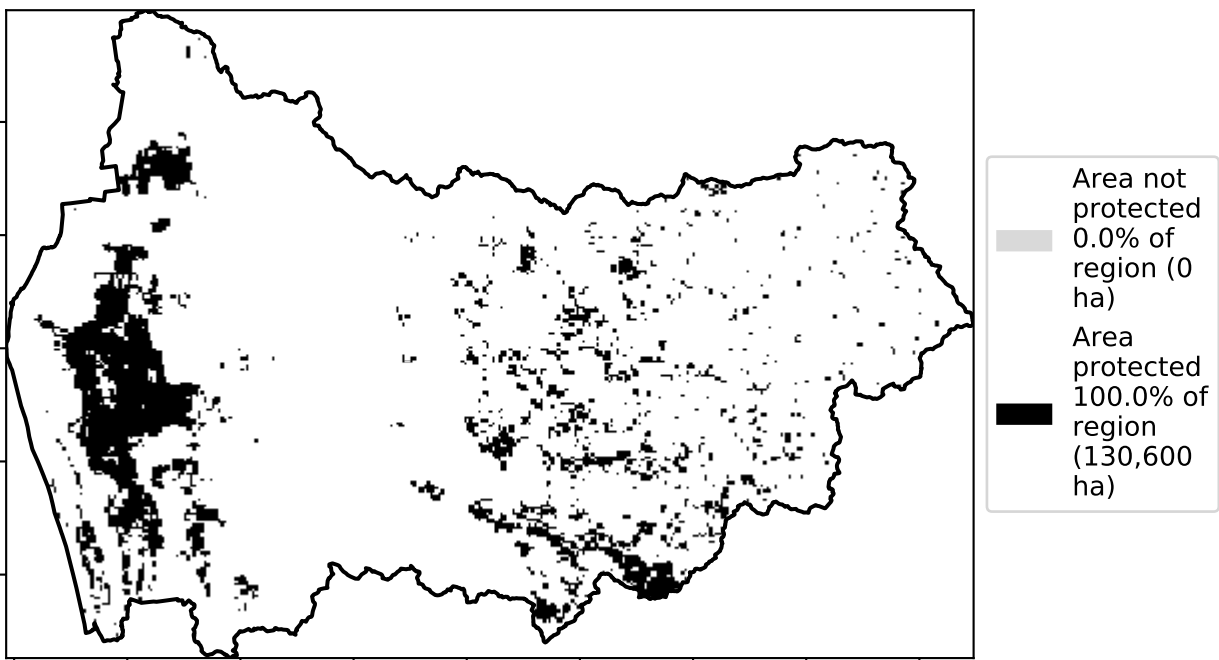 Area not
protected
0.0% of
region (0
ha)
Area
protected
100.0% of
region
(130,600
ha)